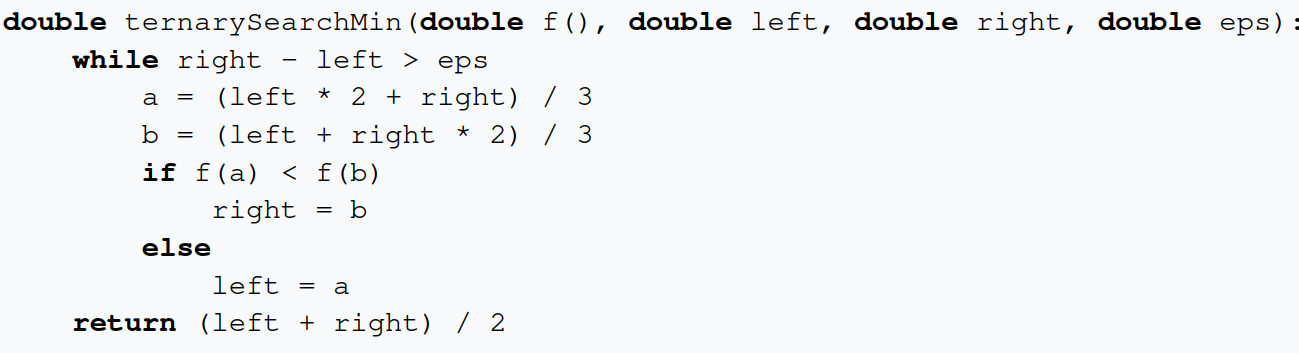 double ternarySearchMin(double f(), double left, double right, double eps):
    while right - left > eps
        a = (left * 2 + right) / 3
        b = (left + right * 2) / 3
        if f(a) < f(b)
            right = b
        else
            left = a
    return (left + right) / 2